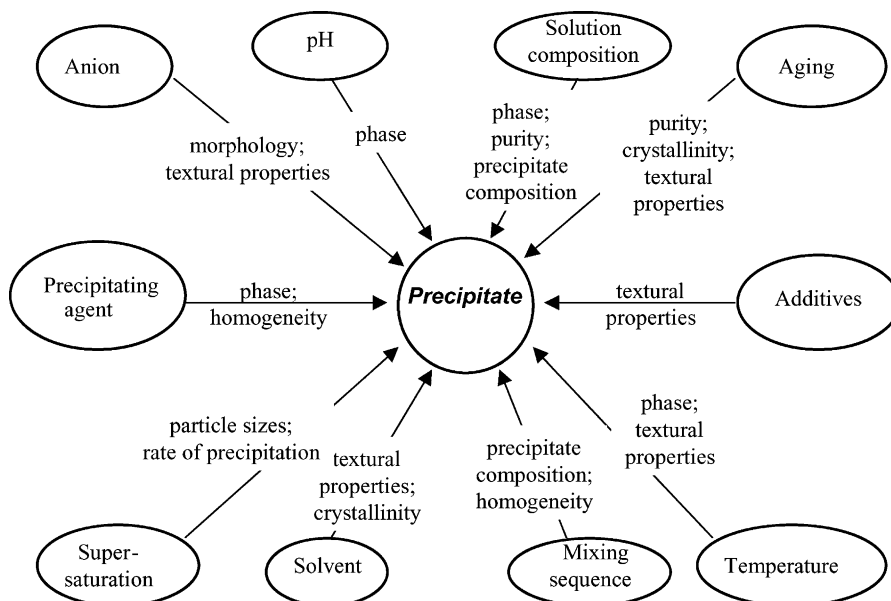 Anion
pH
Solution
composition
Aging
morphology;
textural properties
phase
phase;
purity;
precipitate
composition
purity;
crystallinity;
textural
properties
Precipitating
agent
phase;
homogeneity
Precipitate
textural
properties
Additives
particle sizes;
rate of precipitation
textural
properties;
crystallinity
precipitate
composition;
homogeneity
phase;
textural
properties
Super-
saturation
Solvent
Mixing
sequence
Temperature